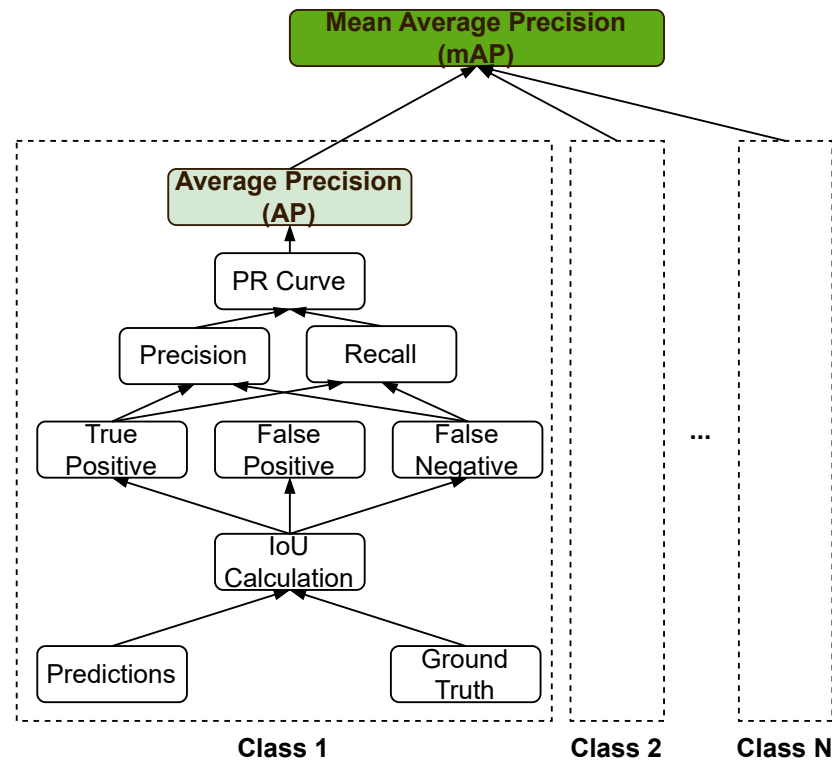 Mean Average Precision
(mAP)
Average Precision
(AP)
PR Curve
Precision
Recall
True
Positive
False
Positive
False
Negative
...
IoU
Calculation
Predictions
Ground
Truth
Class 1
Class 2
Class N